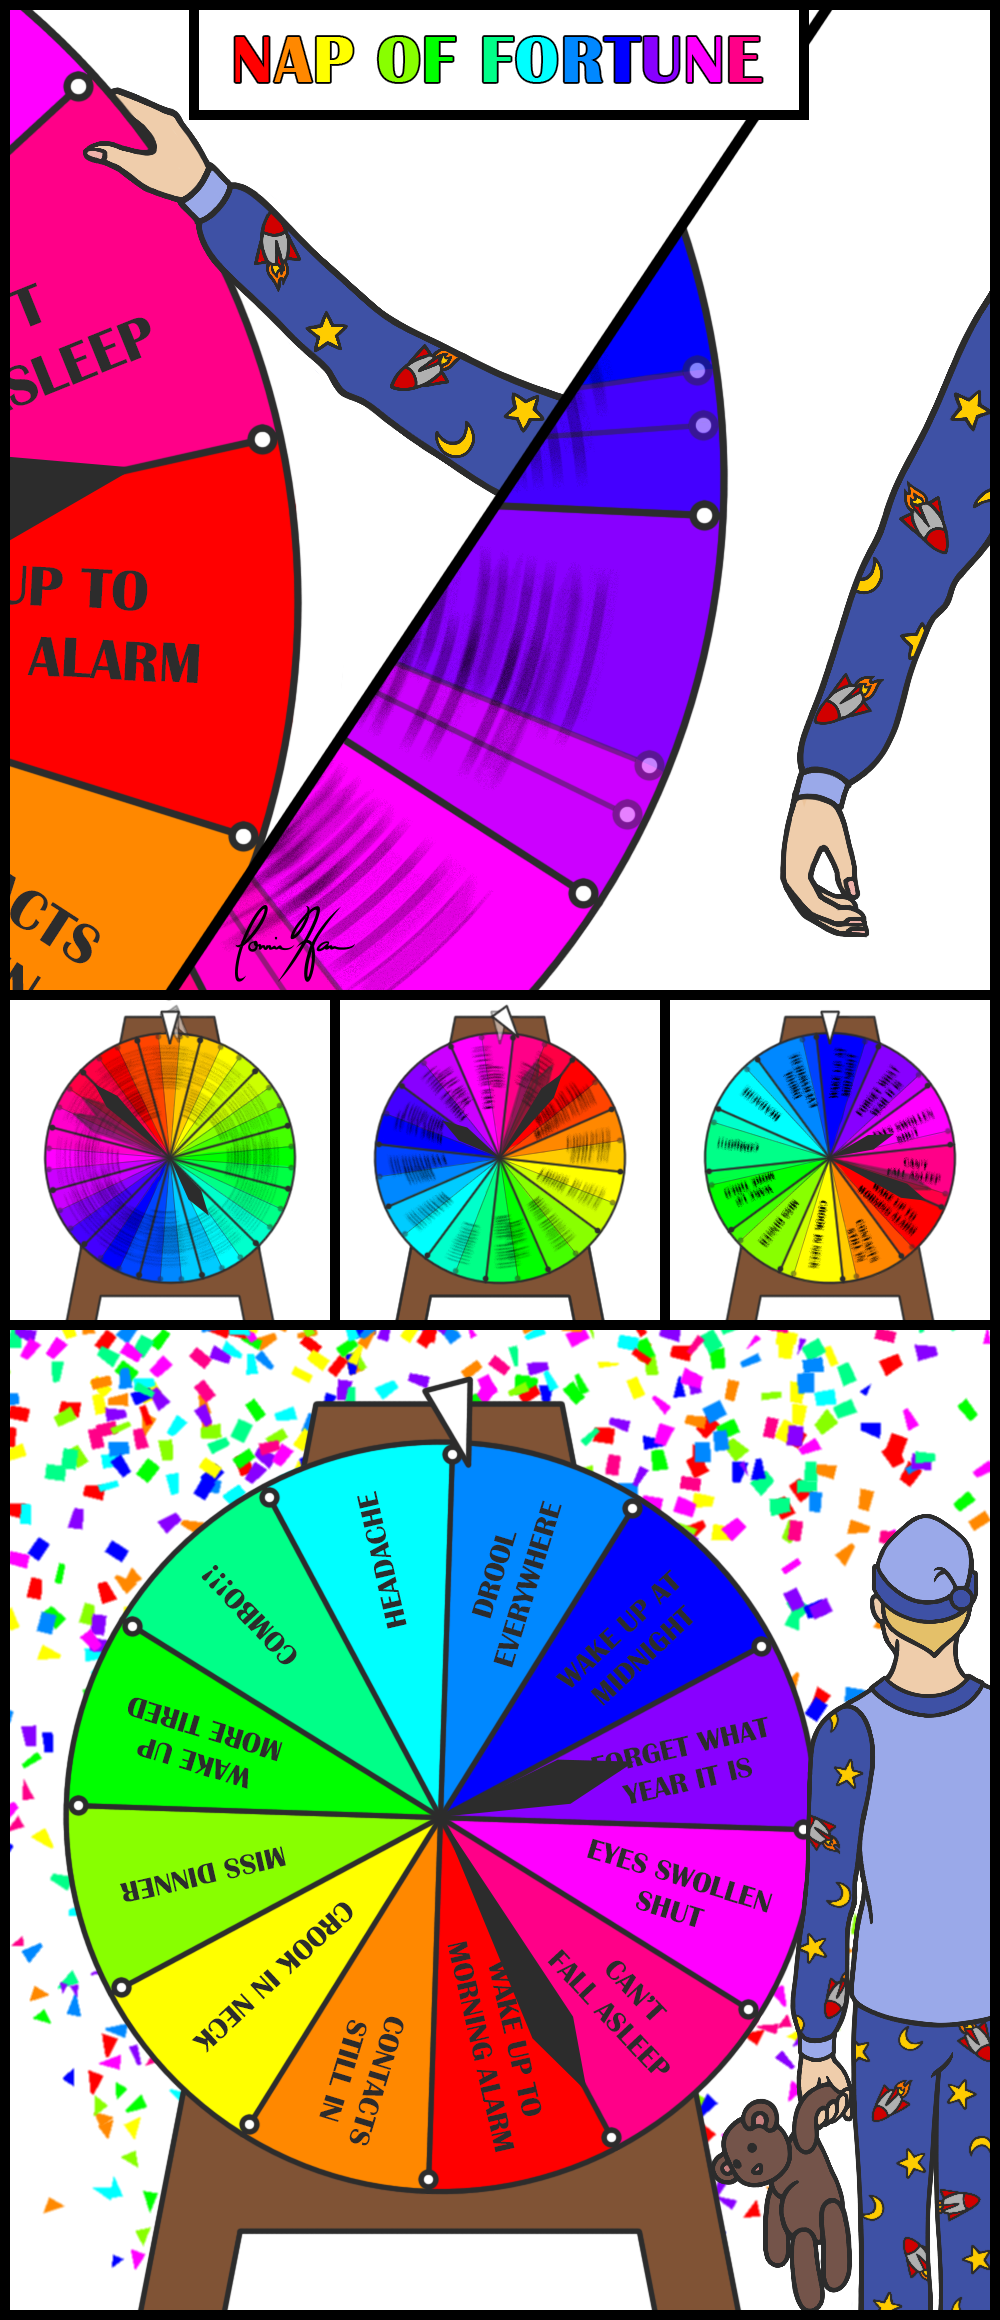 NAP OF FORTUNE
T
SLEEP
UP TO
ALARM
CTS
HEADACHE
DROOL
EVERYWHERE
WAKE UP AT
MIDNIGHT
FORGET WHAT
YEAR IT IS
EYES SWOLLEN
SHUT
CAN'T
FALL ASLEEP
WAKE UP TO
MORNING ALARM
CONTACTS
STILL IN
CROOK IN NECK
MISS DINNER
WAKE UP
MORE TIRED
COMBO!!!